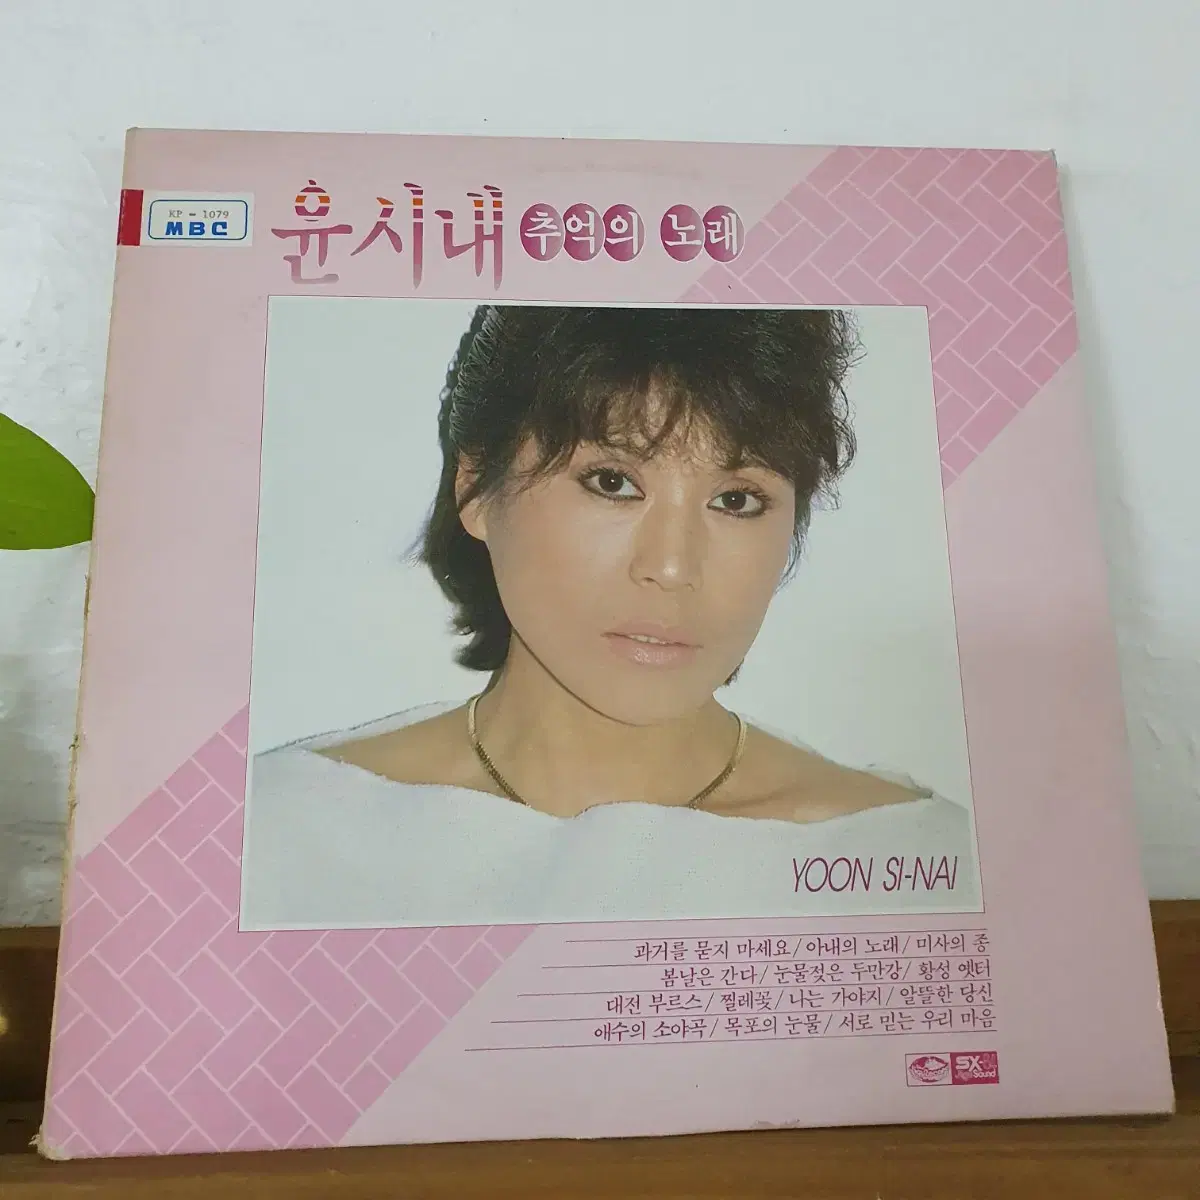 KP - 1079
MBC
윤시내 추억의 노래
YOON SI-NAI
과거를 묻지 마세요/아내의 노래/미사의 종
봄날은 간다/눈물젖은 두만강/황성 옛터
대전 부르스/찔레꽃/나는 가야지/알뜰한 당신
애수의 소야곡/목포의 눈물/서로 믿는 우리 마음
SX-
Sound